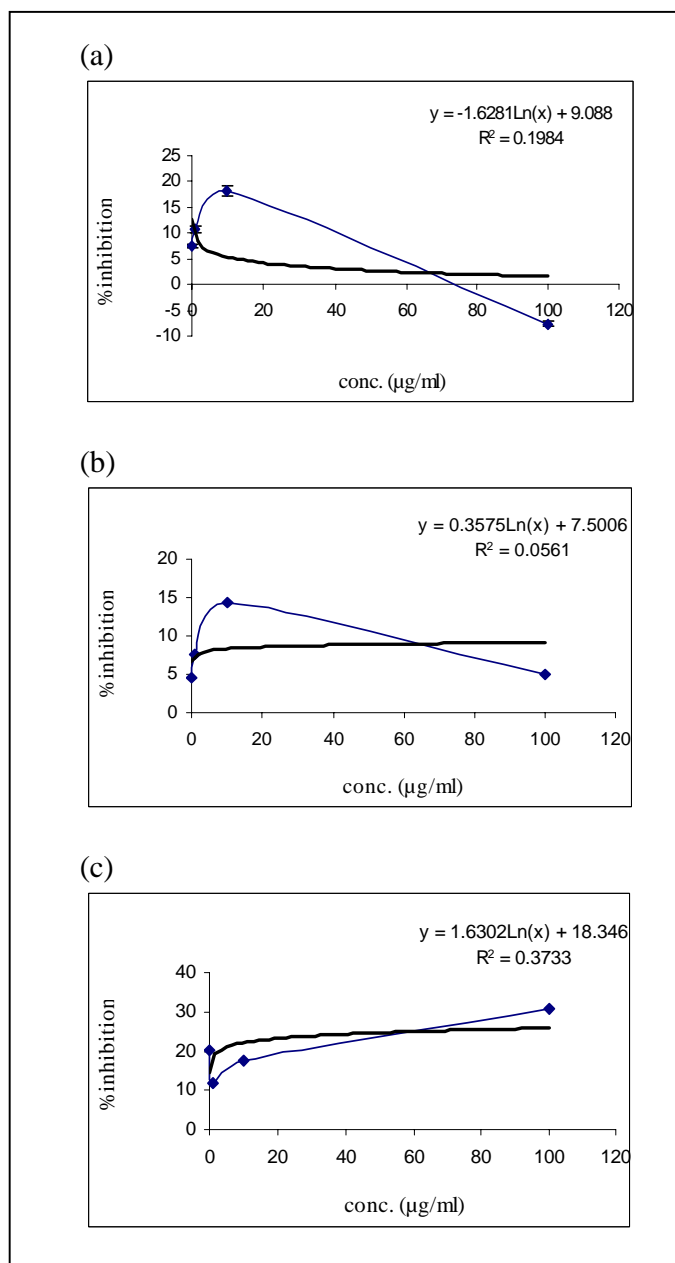 (a)
y = -1.6281Ln(x) + 9.088
R² = 0.1984
25
20
15
10
5
0
-5
-10
0 20 40 60 80 100 120
%inhibition
conc. (µg/ml)
(b)
y = 0.3575Ln(x) + 7.5006
R² = 0.0561
20
15
10
5
0
0 20 40 60 80 100 120
%inhibition
conc. (µg/ml)
(c)
y = 1.6302Ln(x) + 18.346
R² = 0.3733
40
30
20
10
0
0 20 40 60 80 100 120
%inhibition
conc. (µg/ml)